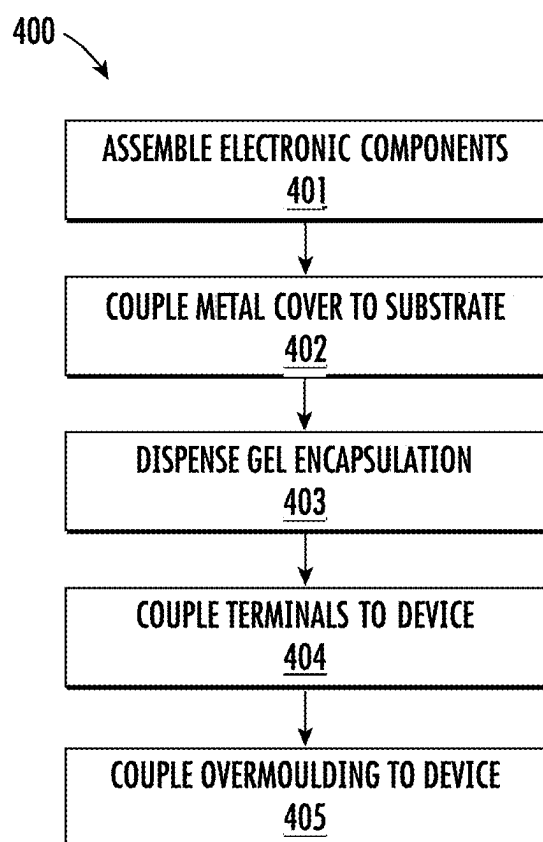 400
ASSEMBLE ELECTRONIC COMPONENTS
401
COUPLE METAL COVER TO SUBSTRATE
402
DISPENSE GEL ENCAPSULATION
403
COUPLE TERMINALS TO DEVICE
404
COUPLE OVERMOULDING TO DEVICE
405